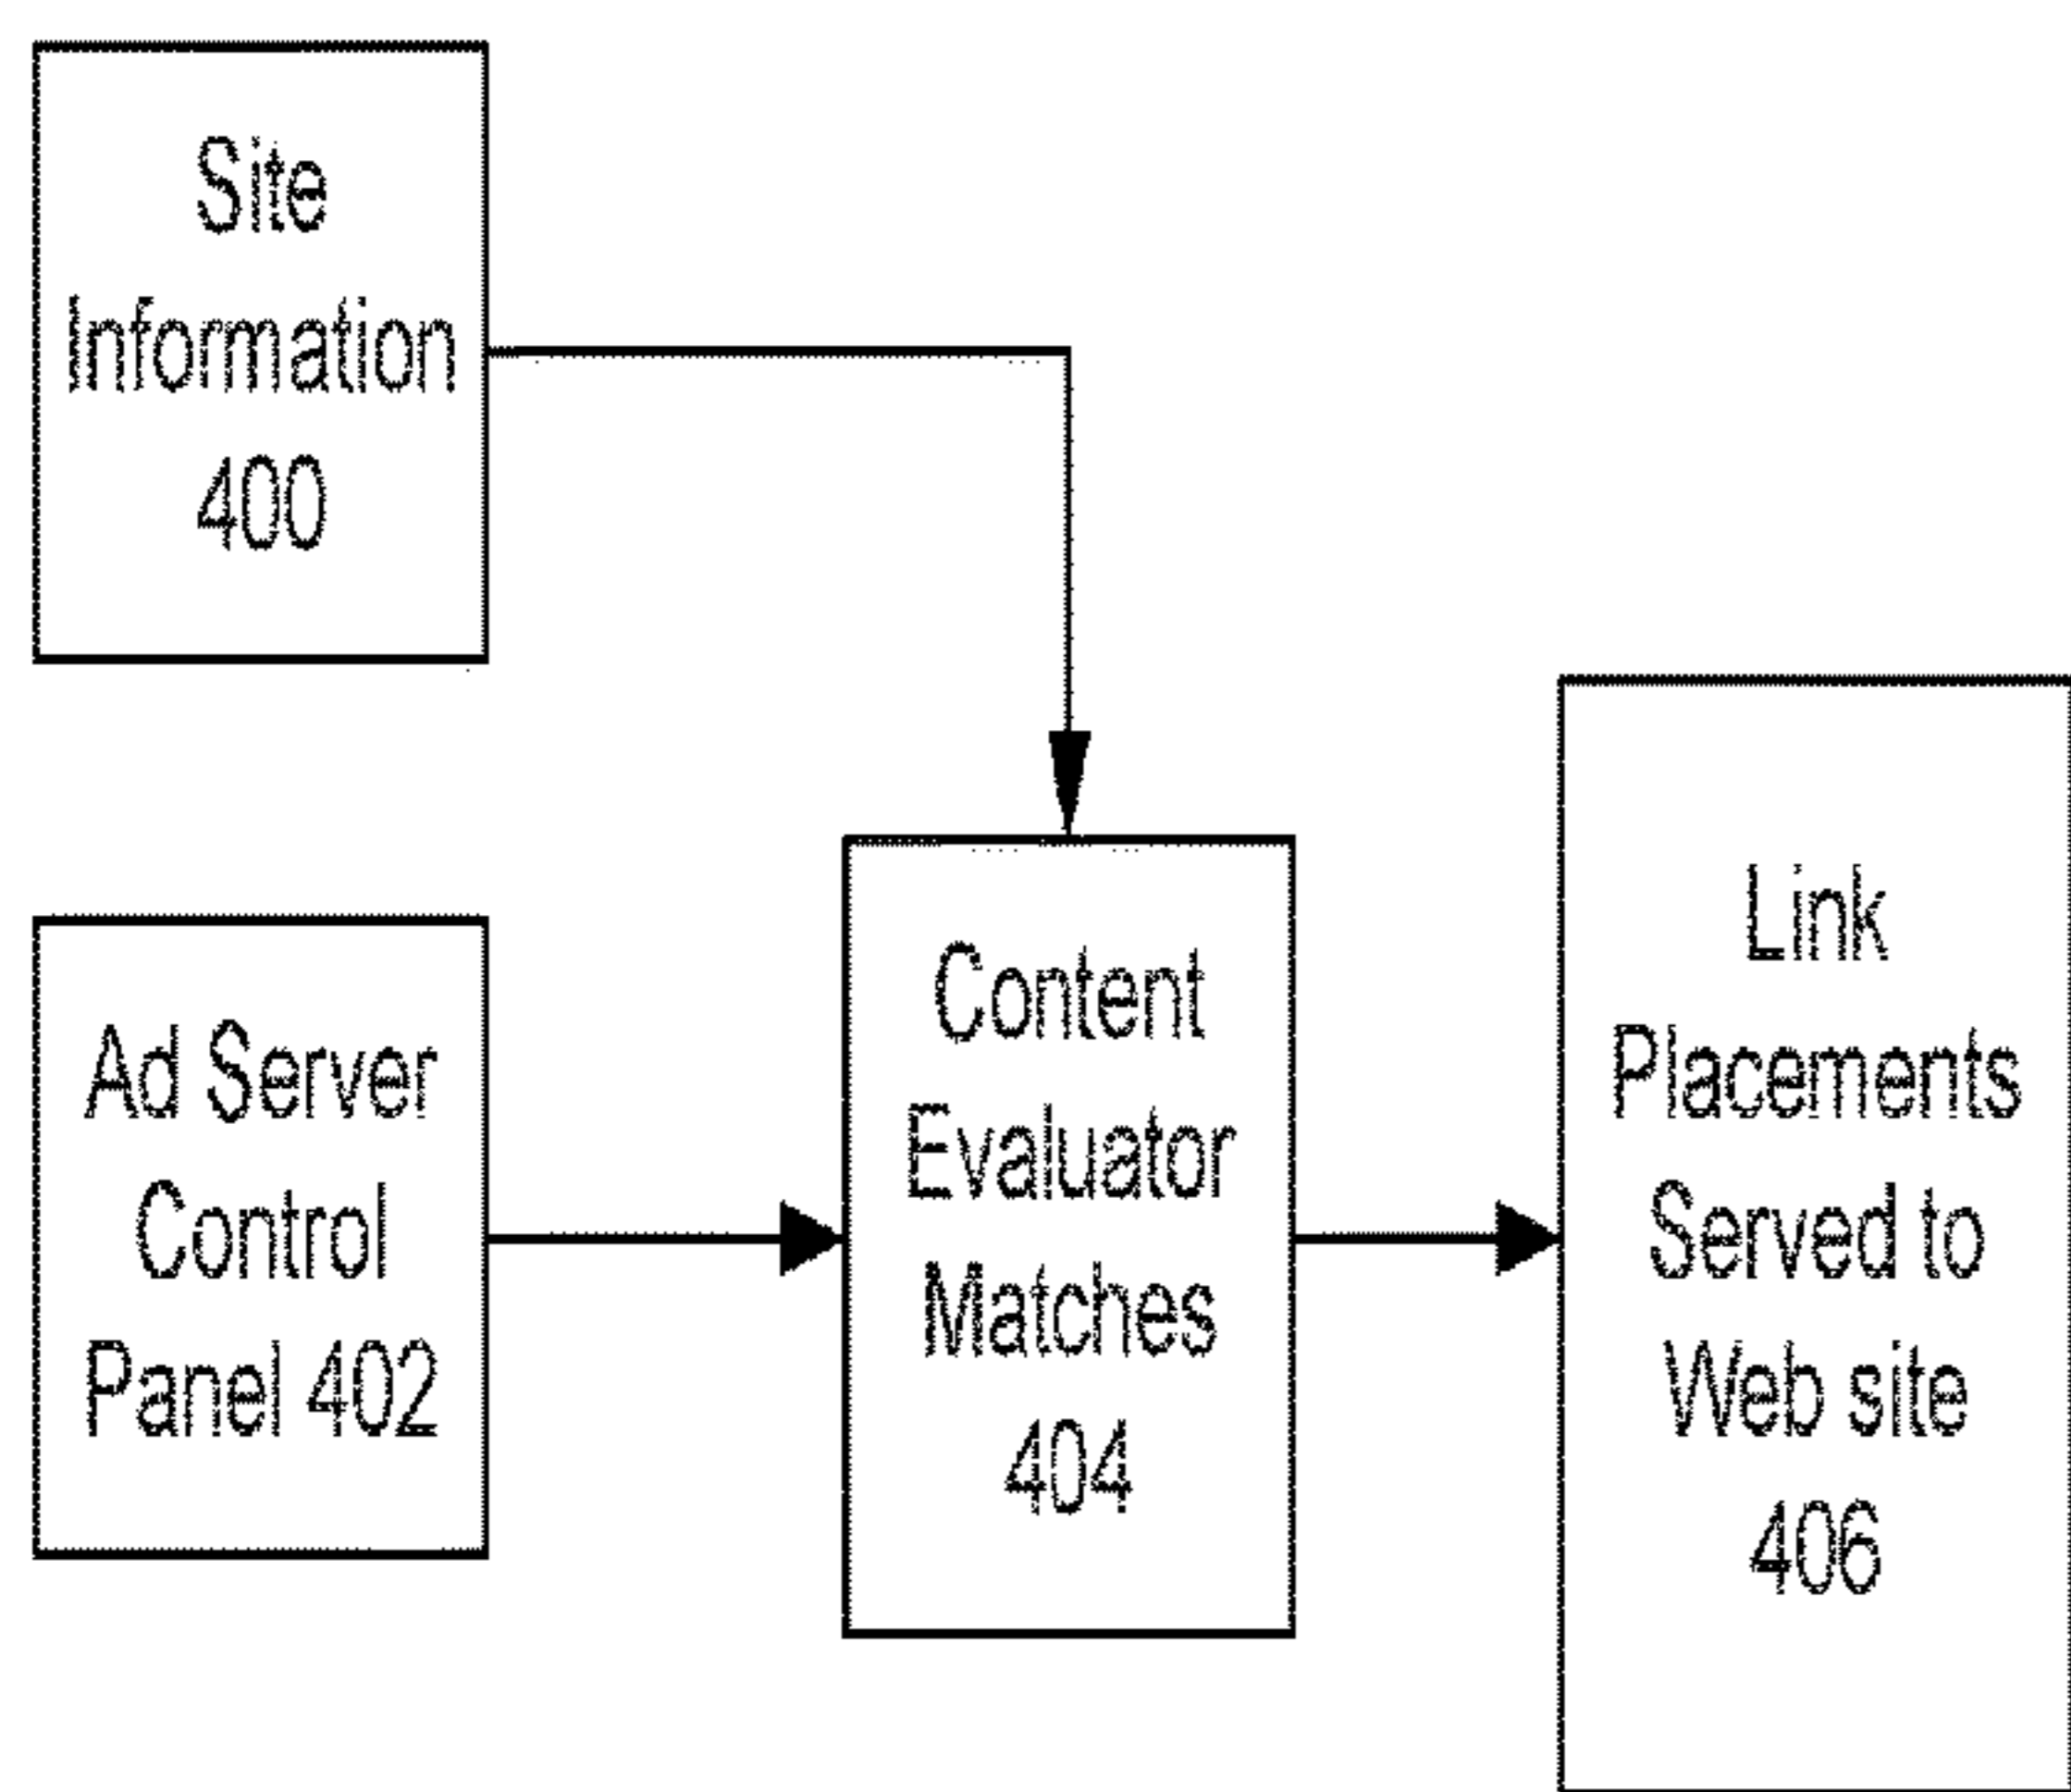 Site
Information
400
Ad Server
Control
Panel 402
Content
Evaluator
Matches
404
Link
Placements
Served to
Web site
406